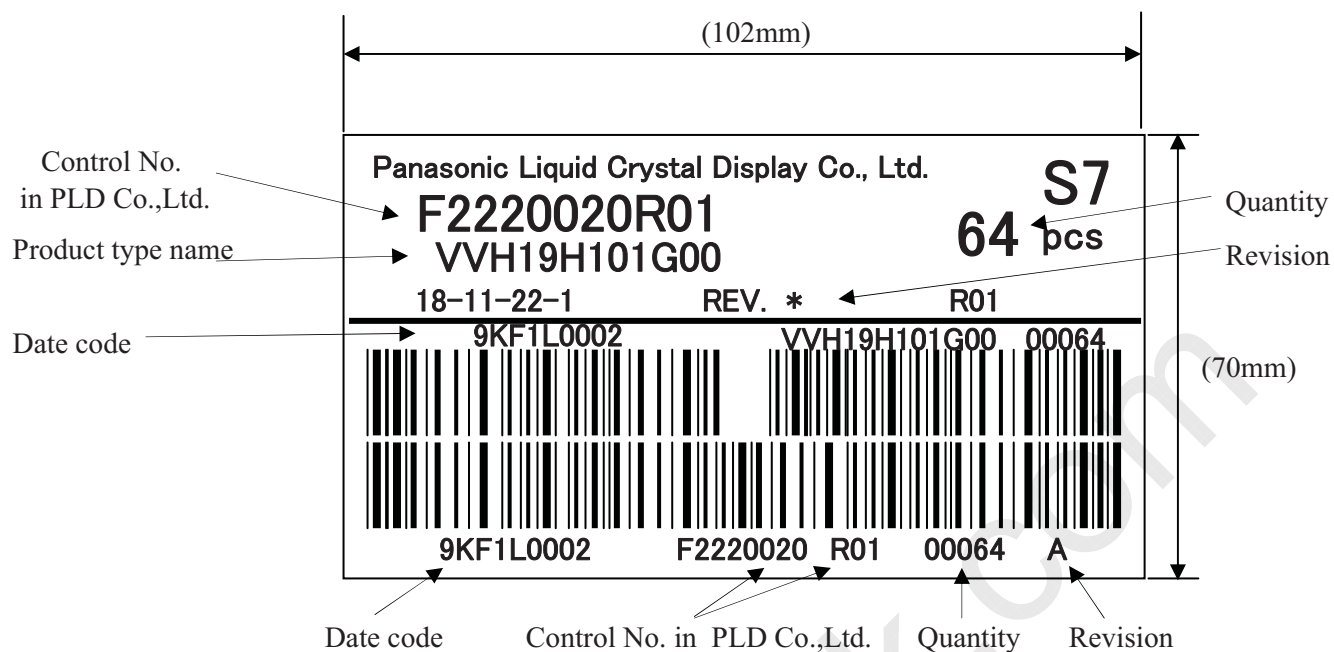 (102mm)
Control No.
in PLD Co.,Ltd.
Panasonic Liquid Crystal Display Co., Ltd.
S7
F2220020R01
64 pcs
Quantity
Product type name
VVH19H101G00
Revision
18-11-22-1 REV. * R01
Date code
9KF1L0002 VVH19H101G00 00064
(70mm)
9KF1L0002 F2220020 R01 00064 A
Date code Control No. in PLD Co.,Ltd. Quantity Revision